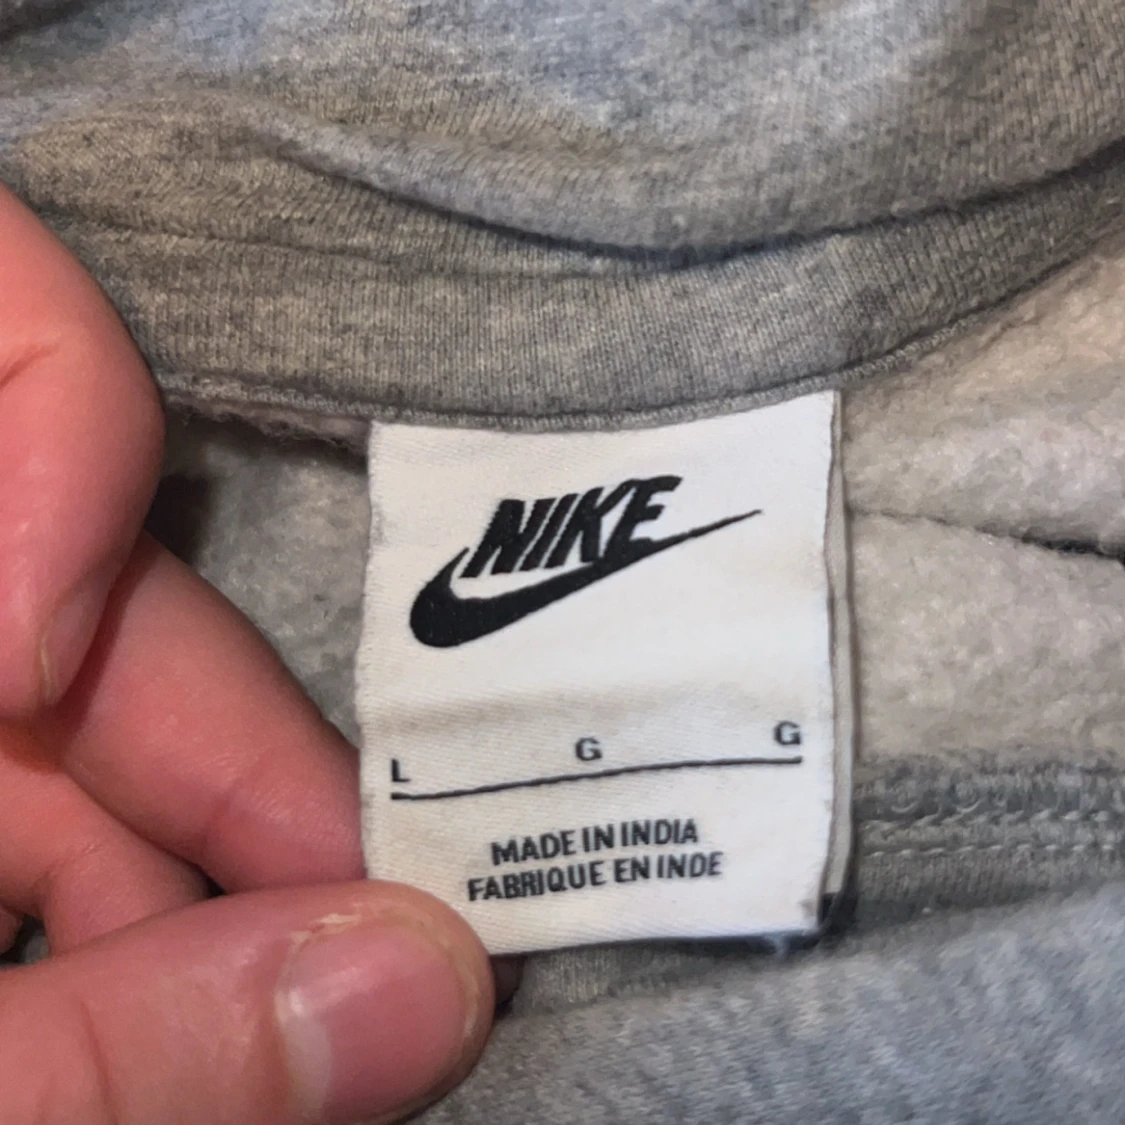 NIKE
L G G
MADE IN INDIA
FABRIQUE EN INDE